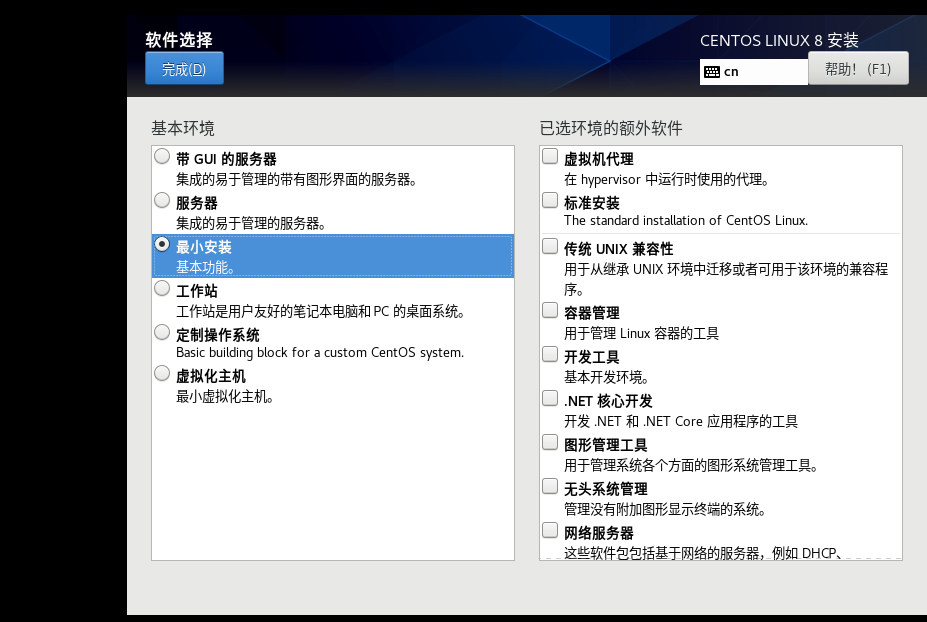 软件选择
完成(D)
CENTOS LINUX 8 安装
cn
帮助！(F1)
基本环境
带 GUI 的服务器
集成的易于管理的带有图形界面的服务器。
服务器
集成的易于管理的服务器。
最小安装
基本功能。
工作站
工作站是用户友好的笔记本电脑和 PC 的桌面系统。
定制操作系统
Basic building block for a custom CentOS system.
虚拟化主机
最小虚拟化主机。
已选环境的额外软件
虚拟机代理
在 hypervisor 中运行时使用的代理。
标准安装
The standard installation of CentOS Linux.
传统 UNIX 兼容性
用于从继承 UNIX 环境中迁移或者可用于该环境的兼容程
序。
容器管理
用于管理 Linux 容器的工具
开发工具
基本开发环境。
.NET 核心开发
开发 .NET 和 .NET Core 应用程序的工具
图形管理工具
用于管理系统各个方面的图形系统管理工具。
无头系统管理
管理没有附加图形显示终端的系统。
网络服务器
这些软件包包括基于网络的服务器，例如 DHCP、